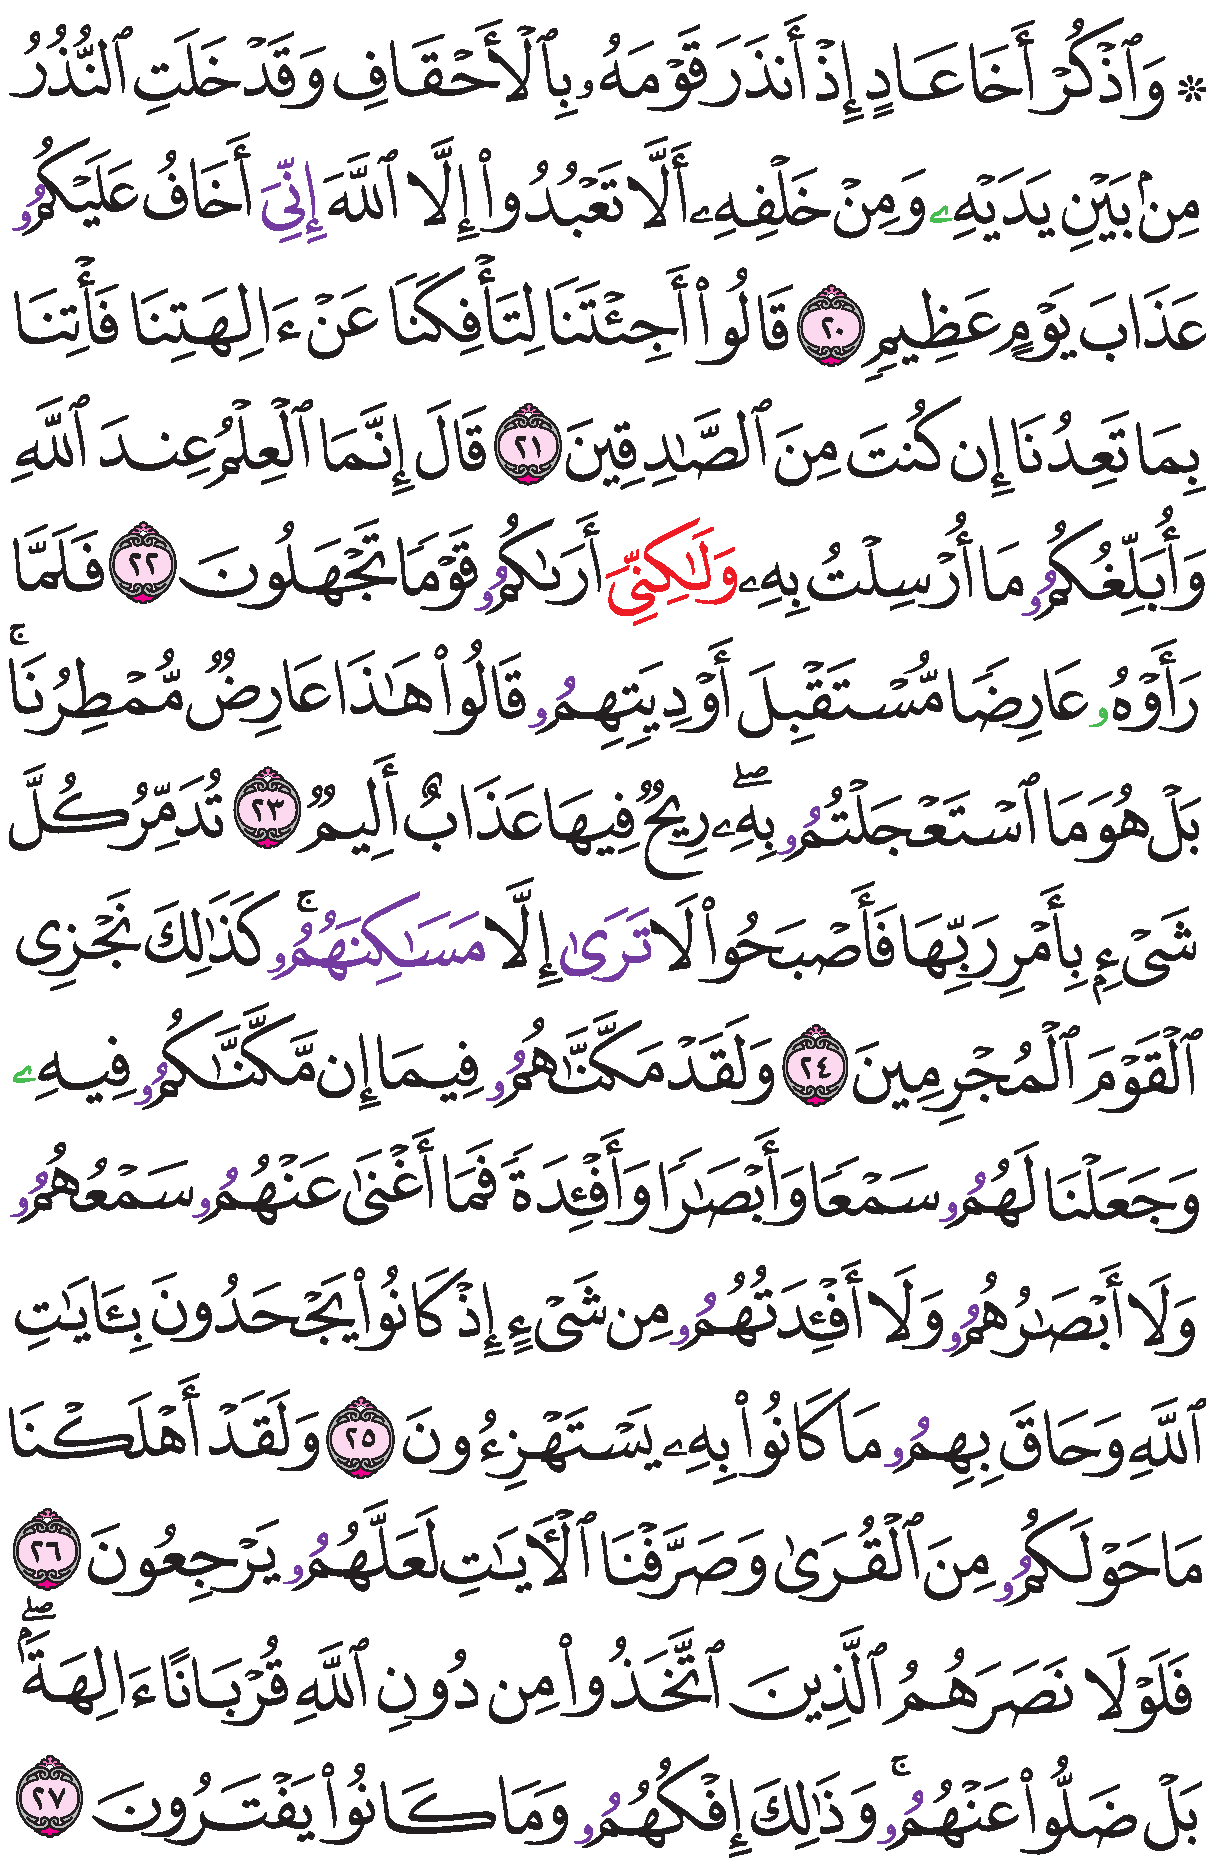 ۞ وَٱذْكُرْ أَخَا عَادٍ إِذْ أَنذَرَ قَوْمَهُۥ بِٱلْأَحْقَافِ وَقَدْ خَلَتِ ٱلنُّذُرُ
مِنۢ بَيْنِ يَدَيْهِۦ وَمِنْ خَلْفِهِۦ أَلَّا تَعْبُدُوا۟ إِلَّا ٱللَّهَ إِنِّىَ أَخَافُ عَلَيْكُمُۥ
عَذَابَ يَوْمٍ عَظِيمٍ ٢٠ قَالُوا۟ أَجِئْتَنَا لِتَأْفِكَنَا عَنْ ءَالِهَتِنَا فَأْتِنَا
بِمَا تَعِدُنَا إِن كُنتَ مِنَ ٱلصَّٰدِقِينَ ٢١ قَالَ إِنَّمَا ٱلْعِلْمُ عِندَ ٱللَّهِ
وَأُبَلِّغُكُمُۥ مَا أُرْسِلْتُ بِهِۦ وَلَٰكِنِّىَ أَرَىٰكُمُۥ قَوْمًا تَجْهَلُونَ ٢٢ فَلَمَّا
رَأَوْهُۥ عَارِضًا مُّسْتَقْبِلَ أَوْدِيَتِهِمُۥ قَالُوا۟ هَٰذَا عَارِضٌ مُّمْطِرُنَا ۚ
بَلْ هُوَ مَا ٱسْتَعْجَلْتُمُۥ بِهِۦ ۖ رِيحٌ فِيهَا عَذَابٌ أَلِيمٌ ٢٣ تُدَمِّرُ كُلَّ
شَىْءٍۭ بِأَمْرِ رَبِّهَا فَأَصْبَحُوا۟ لَا تَرَىٰ إِلَّا مَسَٰكِنَهُمُۥ ۚ كَذَٰلِكَ نَجْزِى
ٱلْقَوْمَ ٱلْمُجْرِمِينَ ٢٤ وَلَقَدْ مَكَّنَّٰهُمُۥ فِيمَا إِن مَّكَّنَّٰكُمُۥ فِيهِۦ
وَجَعَلْنَا لَهُمُۥ سَمْعًا وَأَبْصَٰرًا وَأَفْـِٔدَةً فَمَا أَغْنَىٰ عَنْهُمُۥ سَمْعُهُمُۥ
وَلَا أَبْصَٰرُهُمُۥ وَلَا أَفْـِٔدَتُهُمُۥ مِن شَىْءٍ إِذْ كَانُوا۟ يَجْحَدُونَ بِـَٔايَٰتِ
ٱللَّهِ وَحَاقَ بِهِمُۥ مَا كَانُوا۟ بِهِۦ يَسْتَهْزِءُونَ ٢٥ وَلَقَدْ أَهْلَكْنَا
مَا حَوْلَكُمُۥ مِنَ ٱلْقُرَىٰ وَصَرَّفْنَا ٱلْءَايَٰتِ لَعَلَّهُمُۥ يَرْجِعُونَ ٢٦
فَلَوْلَا نَصَرَهُمُ ٱلَّذِينَ ٱتَّخَذُوا۟ مِن دُونِ ٱللَّهِ قُرْبَانًا ءَالِهَةًۢ ۖ
بَلْ ضَلُّوا۟ عَنْهُمُۥ ۚ وَذَٰلِكَ إِفْكُهُمُۥ وَمَا كَانُوا۟ يَفْتَرُونَ ٢٧